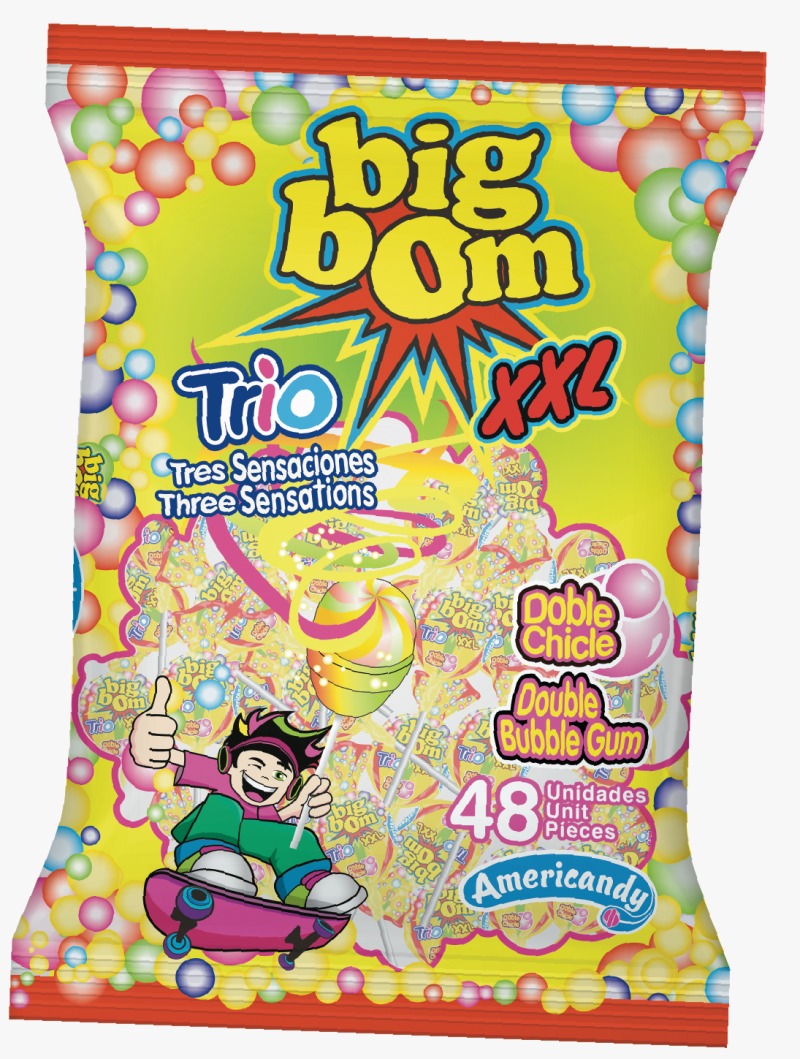 big
bOm
XXL
Trio
Tres Sensaciones
Three Sensations
Doble
Chicle
Double
Bubble Gum
48 Unidades
Unit
Pieces
Americandy